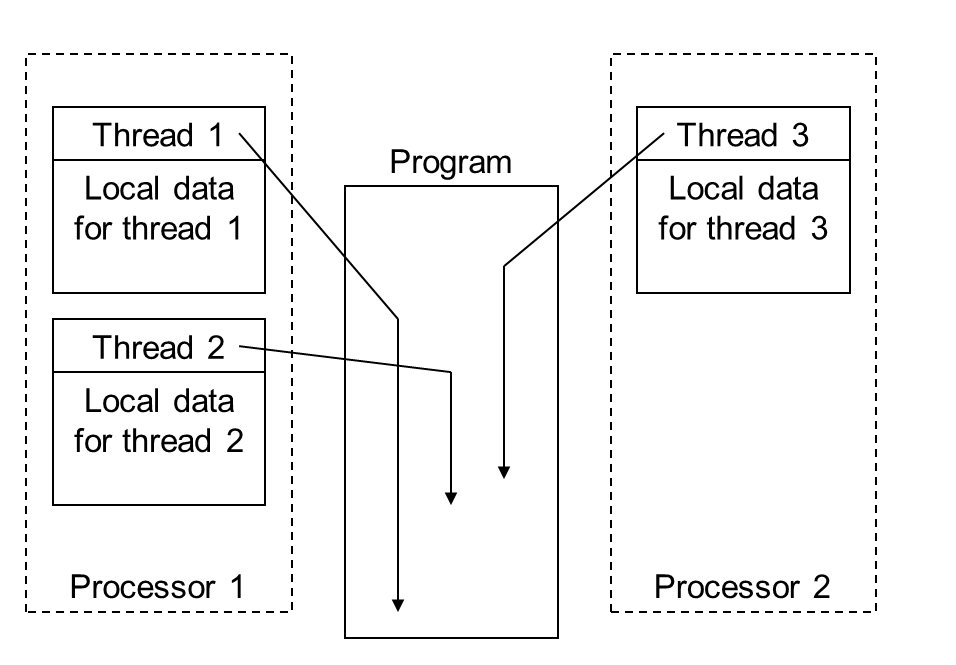 Thread 1
Local data
for thread 1
Thread 2
Local data
for thread 2
Processor 1
Program
Thread 3
Local data
for thread 3
Processor 2